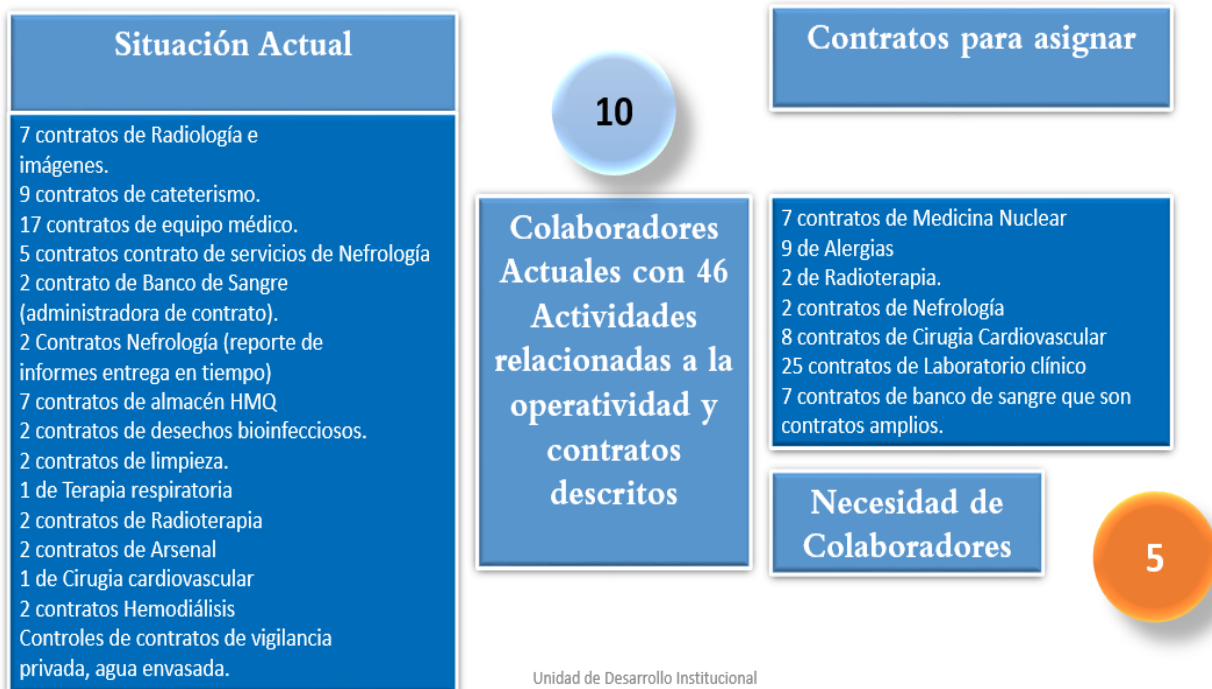 Situación Actual
7 contratos de Radiología e
imágenes.
9 contratos de cateterismo.
17 contratos de equipo médico.
5 contratos contrato de servicios de Nefrología
2 contrato de Banco de Sangre
(administradora de contrato).
2 Contratos Nefrología (reporte de
informes entrega en tiempo)
7 contratos de almacén HMQ
2 contratos de desechos bioinfecciosos.
2 contratos de limpieza.
1 de Terapia respiratoria
2 contratos de Radioterapia
2 contratos de Arsenal
1 de Cirugia cardiovascular
2 contratos Hemodiálisis
Controles de contratos de vigilancia
privada, agua envasada.
10
Colaboradores
Actuales con 46
Actividades
relacionadas a la
operatividad y
contratos
descritos
Contratos para asignar
7 contratos de Medicina Nuclear
9 de Alergias
2 de Radioterapia.
2 contratos de Nefrología
8 contratos de Cirugia Cardiovascular
25 contratos de Laboratorio clínico
7 contratos de banco de sangre que son
contratos amplios.
Necesidad de
Colaboradores
5
Unidad de Desarrollo Institucional